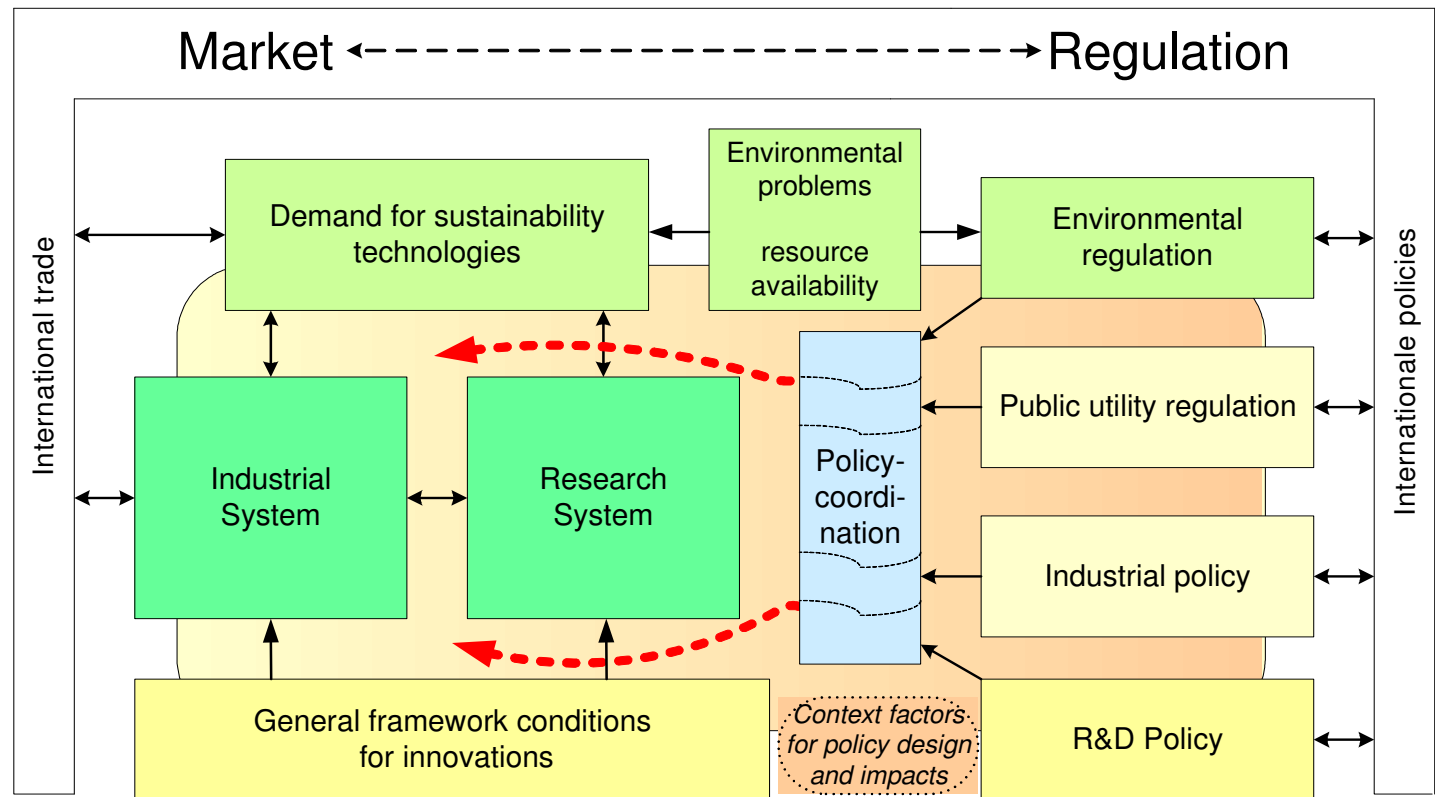 Market
Regulation
International trade
Demand for sustainability
technologies
Environmental
problems
resource
availability
Environmental
regulation
Internationale policies
Public utility regulation
Industrial
System
Research
System
Policy-
coordi-
nation
Industrial policy
General framework conditions
for innovations
Context factors
for policy design
and impacts
R&D Policy